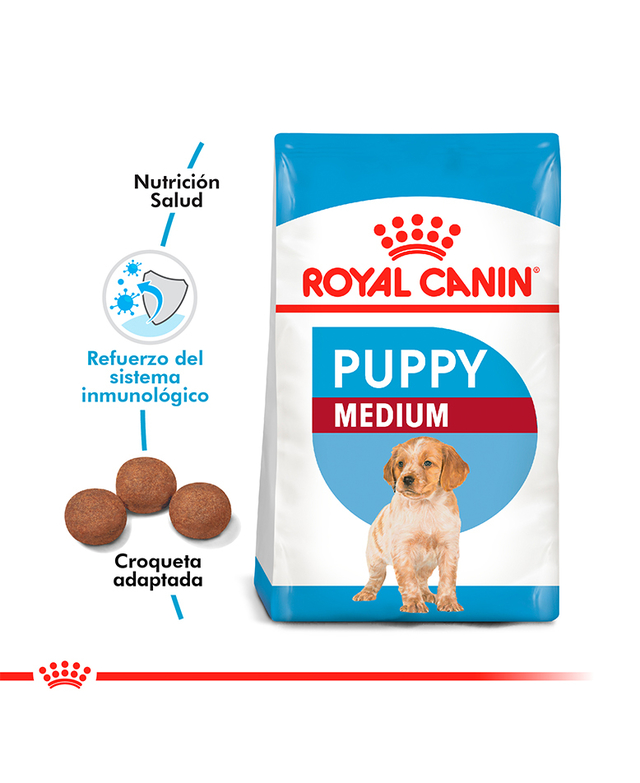 Nutrición
Salud
Refuerzo del
sistema
inmunológico
Croqueta
adaptada
ROYAL CANIN®
PUPPY
MEDIUM